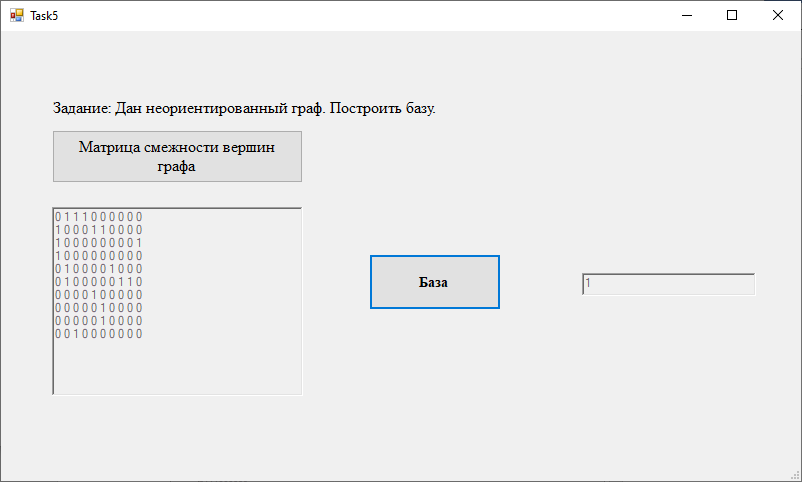 Task5
Задание: Дан неориентированный граф. Построить базу.
Матрица смежности вершин
графа
0 1 1 1 0 0 0 0 0 0
1 0 0 0 1 1 0 0 0 0
1 0 0 0 0 0 0 0 0 1
1 0 0 0 0 0 0 0 0 0
0 1 0 0 0 0 1 0 0 0
0 1 0 0 0 0 0 1 1 0
0 0 0 0 1 0 0 0 0 0
0 0 0 0 0 1 0 0 0 0
0 0 0 0 0 1 0 0 0 0
0 0 1 0 0 0 0 0 0 0
База
1